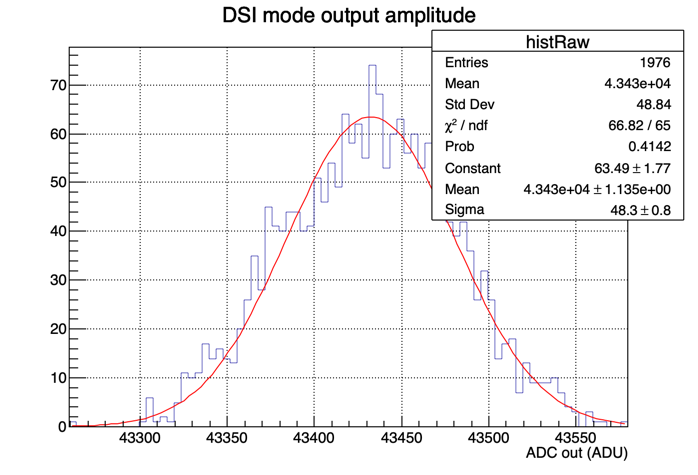 DSI mode output amplitude
histRaw
Entries 1976
Mean 4.343e+04
Std Dev 48.84
χ² / ndf 66.82 / 65
Prob 0.4142
Constant 63.49 ± 1.77
Mean 4.343e+04 ± 1.135e+00
Sigma 48.3 ± 0.8
70
60
50
40
30
20
10
0
43300 43350 43400 43450 43500 43550
ADC out (ADU)